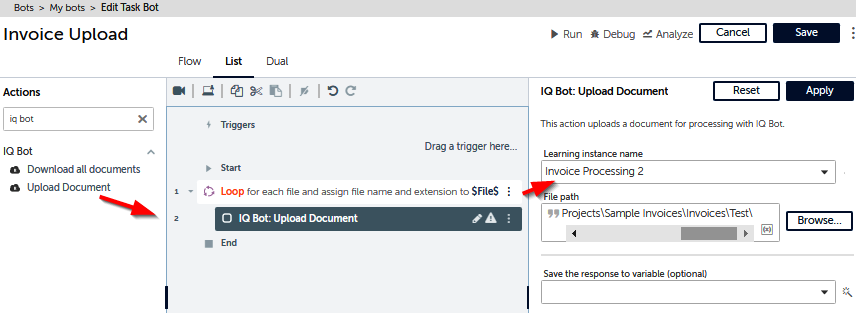 Bots > My bots > Edit Task Bot
Invoice Upload
Run Debug Analyze Cancel Save
Flow List Dual
Actions
iq bot
IQ Bot
Download all documents
Upload Document
Triggers
Drag a trigger here...
Start
1 Loop for each file and assign file name and extension to $File$
2 IQ Bot: Upload Document
End
IQ Bot: Upload Document Reset Apply
This action uploads a document for processing with IQ Bot.
Learning instance name
Invoice Processing 2
File path
Projects\Sample Invoices\Invoices\Test\
(x) Browse...
Save the response to variable (optional)